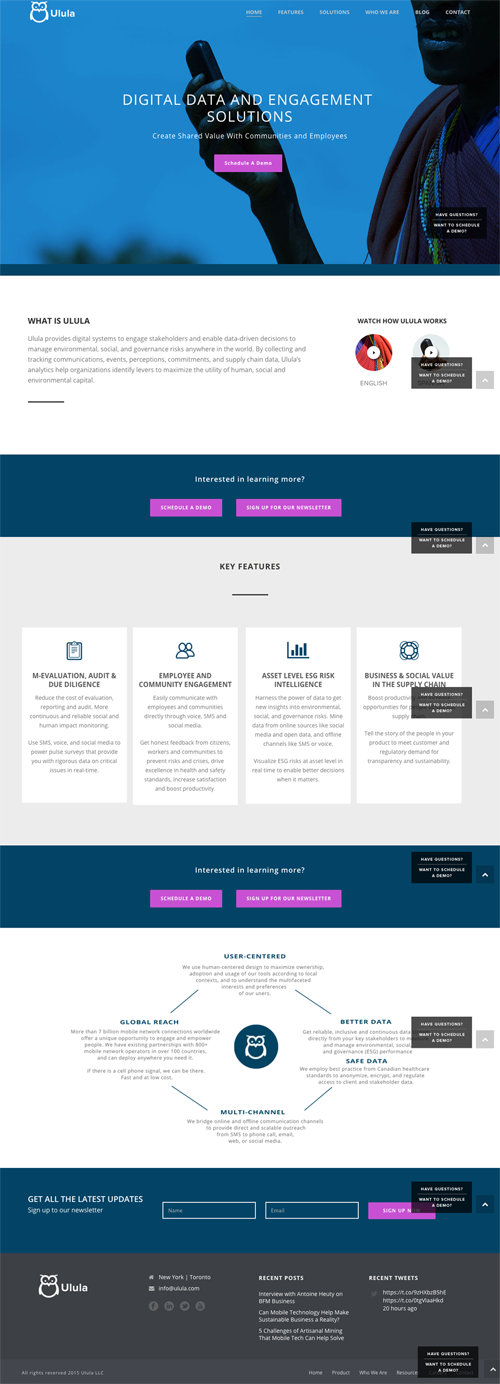 Ulula
HOME FEATURES SOLUTIONS WHO WE ARE BLOG CONTACT
DIGITAL DATA AND ENGAGEMENT
SOLUTIONS
Create Shared Value With Communities and Employees
Schedule A Demo
HAVE QUESTIONS?
WANT TO SCHEDULE
A DEMO?
WHAT IS ULULA
Ulula provides digital systems to engage stakeholders and enable data-driven decisions to
manage environmental, social, and governance risks anywhere in the world. By collecting and
tracking communications, events, perceptions, commitments, and supply chain data, Ulula's
analytics help organizations identify levers to maximize the utility of human, social and
environmental capital.
WATCH HOW ULULA WORKS
ENGLISH
HAVE QUESTIONS?
WANT TO SCHEDULE
A DEMO?
Interested in learning more?
SCHEDULE A DEMO
SIGN UP FOR OUR NEWSLETTER
HAVE QUESTIONS?
WANT TO SCHEDULE
A DEMO?
KEY FEATURES
M-EVALUATION, AUDIT &
DUE DILIGENCE
Reduce the cost of evaluation,
reporting and audit. More
continuous and reliable social and
human impact monitoring.
Use SMS, voice, and social media to
power pulse surveys that provide
you with rigorous data on critical
issues in real-time.
EMPLOYEE AND
COMMUNITY ENGAGEMENT
Easily communicate with
employees and communities
directly through voice, SMS and
social media.
Get honest feedback from citizens,
workers and communities to
prevent risks and crises, drive
excellence in health and safety
standards, increase satisfaction
and boost productivity.
ASSET LEVEL ESG RISK
INTELLIGENCE
Harness the power of data to get
new insights into environmental,
social, and governance risks. Mine
data from online sources like social
media and open data, and offline
channels like SMS or voice.
Visualize ESG risks at asset level in
real time to enable better decisions
when it matters.
BUSINESS & SOCIAL VALUE
IN THE SUPPLY CHAIN
Boost
opportunities for
supply
Tell the story of the people in your
product to meet customer and
regulatory demand for
transparency and sustainability.
HAVE QUESTIONS?
WANT TO SCHEDULE
A DEMO?
Interested in learning more?
SCHEDULE A DEMO
SIGN UP FOR OUR NEWSLETTER
HAVE QUESTIONS?
WANT TO SCHEDULE
A DEMO?
USER-CENTERED
We use human-centered design to maximize ownership,
adoption and usage of our tools according to local
contexts, and to understand the multifaceted
interests and preferences
of our users.
GLOBAL REACH
More than 7 billion mobile network connections worldwide
offer a unique opportunity to engage and empower
people. We have existing partnerships with 800+
mobile network operators in over 100 countries,
and can deploy anywhere you need it.
If there is a cell phone signal, we can be there.
Fast and at low cost.
BETTER DATA
Get reliable, inclusive and continuous
directly from your key stakeholders to
and manage environmental, social
and governance (ESG) performance
SAFE DATA
We employ best practice from Canadian healthcare
standards to anonymize, encrypt, and regulate
access to client and stakeholder data.
HAVE QUESTIONS?
WANT TO SCHEDULE
A DEMO?
MULTI-CHANNEL
We bridge online and offline communication channels
to provide direct and scalable outreach
from SMS to phone call, email,
web, or social media.
GET ALL THE LATEST UPDATES
Sign up to our newsletter
Name
Email
SIGN UP
HAVE QUESTIONS?
WANT TO SCHEDULE
A DEMO?
Ulula
New York | Toronto
info@ulula.com
RECENT POSTS
Interview with Antoine Heuty on
BFM Business
Can Mobile Technology Help Make
Sustainable Business a Reality?
5 Challenges of Artisanal Mining
That Mobile Tech Can Help Solve
RECENT TWEETS
https://t.co/9zHXbzB5hE
https://t.co/0tgVlaaHkd
20 hours ago
HAVE QUESTIONS?
WANT TO SCHEDULE
A DEMO?
All rights reserved 2015 Ulula LLC
Home Product Who We Are